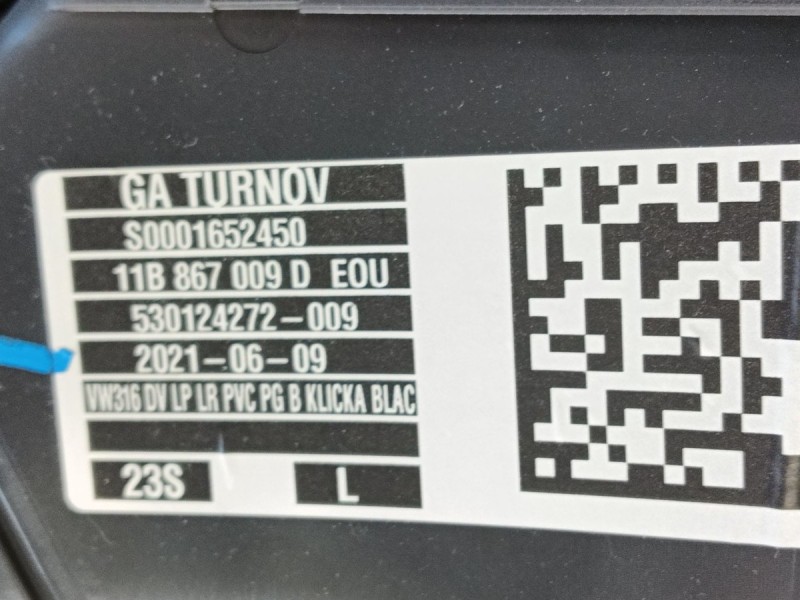 GA TURNOV
S0001652450
11B 867 009 D EOU
530124272-009
2021-06-09
VW316 DV LP LR PVC PG B KLICKA BLAC
23S L